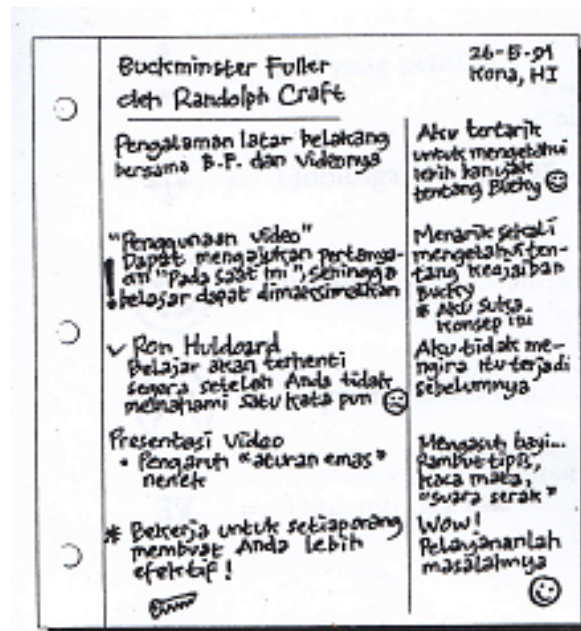 Buckminster Fuller
oleh Randolph Craft
26-5-91
Kona, HI
Pengalaman latar belakang
bersama B.F. dan videonya
Aku tertarik
untuk mengetahui
lebih banyak
tentang Bucky
"Penggunaan video"
! Dapat mengajukan pertanya-
an "Pada saat ini", sehingga
belajar dapat dimaksimalkan
Menarik sekali
mengetahui ten-
tang keajaiban
Bucky
* Aku suka
konsep ini
✓ Ron Huldoard
Belajar akan terhenti
segera setelah Anda tidak
memahami satu kata pun
Aku tidak me-
ngira itu terjadi
sebelumnya
Presentasi Video
• Pengaruh "aturan emas"
nenek
Mengasuh bayi...
Rambut tipis,
kaca mata,
"suara serak"
* Bekerja untuk setiap orang
membuat Anda lebih
efektif!
Wow!
Pelayananlah
masalahnya